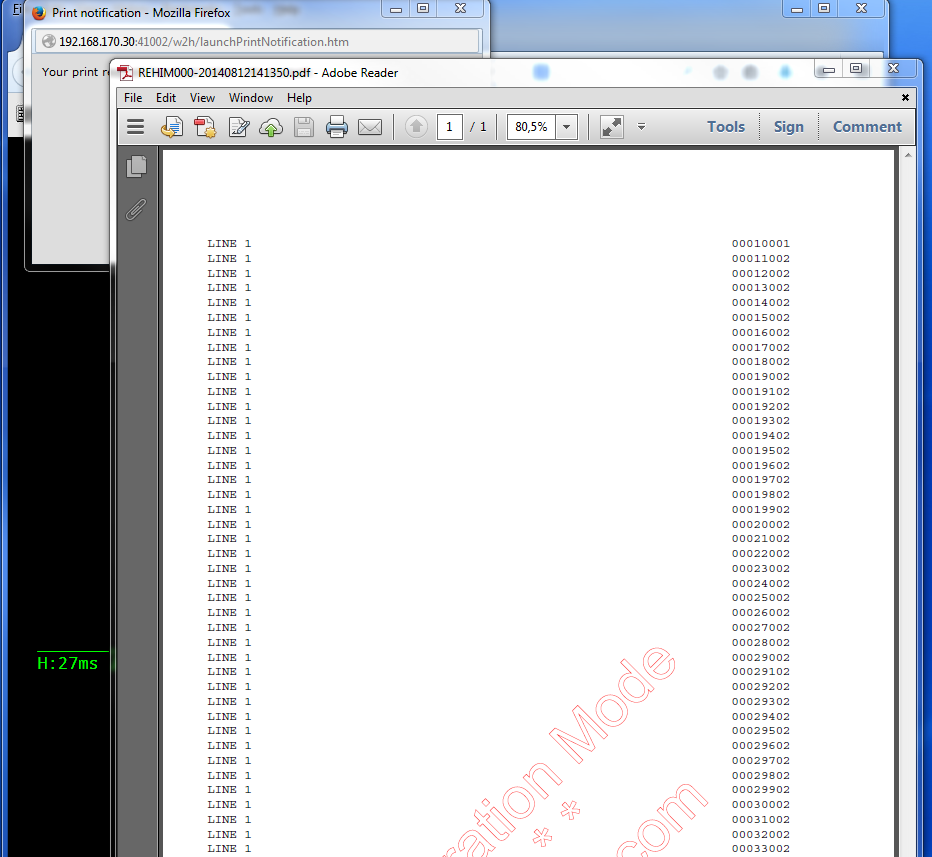 Print notification - Mozilla Firefox
192.168.170.30:41002/w2h/launchPrintNotification.htm
Your print
REHIM000-20140812141350.pdf - Adobe Reader
File Edit View Window Help
1 / 1 80,5% Tools Sign Comment
LINE 1 00010001
LINE 1 00011002
LINE 1 00012002
LINE 1 00013002
LINE 1 00014002
LINE 1 00015002
LINE 1 00016002
LINE 1 00017002
LINE 1 00018002
LINE 1 00019002
LINE 1 00019102
LINE 1 00019202
LINE 1 00019302
LINE 1 00019402
LINE 1 00019502
LINE 1 00019602
LINE 1 00019702
LINE 1 00019802
LINE 1 00019902
LINE 1 00020002
LINE 1 00021002
LINE 1 00022002
LINE 1 00023002
LINE 1 00024002
LINE 1 00025002
LINE 1 00026002
LINE 1 00027002
LINE 1 00028002
LINE 1 00029002
LINE 1 00029102
LINE 1 00029202
LINE 1 00029302
LINE 1 00029402
LINE 1 00029502
LINE 1 00029602
LINE 1 00029702
LINE 1 00029802
LINE 1 00029902
LINE 1 00030002
LINE 1 00031002
LINE 1 00032002
LINE 1 00033002
ration Mode
* *
.com
H:27ms